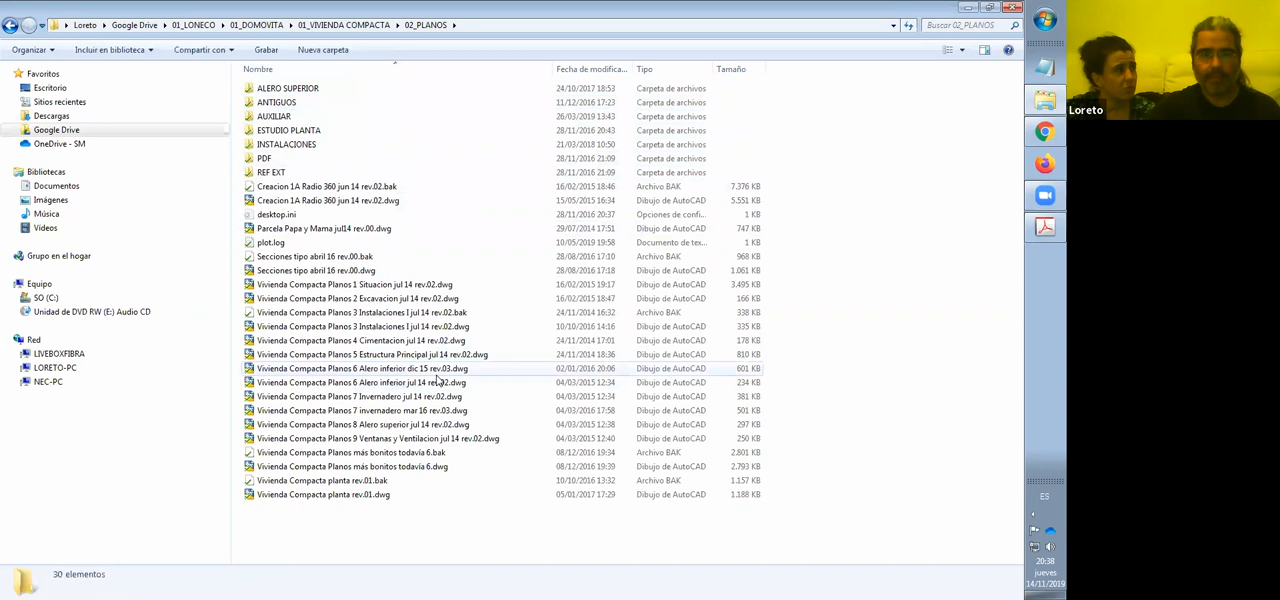 Loreto ▸ Google Drive ▸ 01_LONECO ▸ 01_DOMOVITA ▸ 01_VIVIENDA COMPACTA ▸ 02_PLANOS ▸
Buscar 02_PLANOS
Organizar Incluir en biblioteca Compartir con Grabar Nueva carpeta
Nombre Fecha de modifica... Tipo Tamaño
Favoritos
Escritorio
Sitios recientes
Descargas
Google Drive
OneDrive - SM
Bibliotecas
Documentos
Imágenes
Música
Vídeos
Grupo en el hogar
Equipo
SO (C:)
Unidad de DVD RW (E:) Audio CD
Red
LIVEBOXFIBRA
LORETO-PC
NEC-PC
ALERO SUPERIOR 24/10/2017 18:53 Carpeta de archivos
ANTIGUOS 11/12/2016 17:23 Carpeta de archivos
AUXILIAR 26/03/2019 13:43 Carpeta de archivos
ESTUDIO PLANTA 28/11/2016 20:43 Carpeta de archivos
INSTALACIONES 21/03/2018 10:50 Carpeta de archivos
PDF 28/11/2016 21:09 Carpeta de archivos
REF EXT 28/11/2016 21:09 Carpeta de archivos
Creacion 1A Radio 360 jun 14 rev.02.bak 16/02/2015 18:46 Archivo BAK 7.376 KB
Creacion 1A Radio 360 jun 14 rev.02.dwg 15/05/2015 16:34 Dibujo de AutoCAD 5.551 KB
desktop.ini 28/11/2016 20:37 Opciones de confi... 1 KB
Parcela Papa y Mama jul14 rev.00.dwg 29/07/2014 17:51 Dibujo de AutoCAD 747 KB
plot.log 10/05/2019 19:58 Documento de tex... 1 KB
Secciones tipo abril 16 rev.00.bak 28/08/2016 17:10 Archivo BAK 968 KB
Secciones tipo abril 16 rev.00.dwg 28/08/2016 17:18 Dibujo de AutoCAD 1.061 KB
Vivienda Compacta Planos 1 Situacion jul 14 rev.02.dwg 16/02/2015 19:17 Dibujo de AutoCAD 3.495 KB
Vivienda Compacta Planos 2 Excavacion jul 14 rev.02.dwg 16/02/2015 18:47 Dibujo de AutoCAD 166 KB
Vivienda Compacta Planos 3 Instalaciones I jul 14 rev.02.bak 24/11/2014 16:32 Archivo BAK 338 KB
Vivienda Compacta Planos 3 Instalaciones I jul 14 rev.02.dwg 10/10/2016 14:16 Dibujo de AutoCAD 335 KB
Vivienda Compacta Planos 4 Cimentacion jul 14 rev.02.dwg 24/11/2014 17:01 Dibujo de AutoCAD 178 KB
Vivienda Compacta Planos 5 Estructura Principal jul 14 rev.02.dwg 24/11/2014 18:36 Dibujo de AutoCAD 810 KB
Vivienda Compacta Planos 6 Alero inferior dic 15 rev.03.dwg 02/01/2016 20:06 Dibujo de AutoCAD 601 KB
Vivienda Compacta Planos 6 Alero inferior jul 14 rev.02.dwg 04/03/2015 12:34 Dibujo de AutoCAD 234 KB
Vivienda Compacta Planos 7 Invernadero jul 14 rev.02.dwg 04/03/2015 12:34 Dibujo de AutoCAD 381 KB
Vivienda Compacta Planos 7 invernadero mar 16 rev.03.dwg 04/03/2016 17:58 Dibujo de AutoCAD 501 KB
Vivienda Compacta Planos 8 Alero superior jul 14 rev.02.dwg 04/03/2015 12:38 Dibujo de AutoCAD 297 KB
Vivienda Compacta Planos 9 Ventanas y Ventilacion jul 14 rev.02.dwg 04/03/2015 12:40 Dibujo de AutoCAD 250 KB
Vivienda Compacta Planos más bonitos todavía 6.bak 08/12/2016 19:34 Archivo BAK 2.801 KB
Vivienda Compacta Planos más bonitos todavía 6.dwg 08/12/2016 19:39 Dibujo de AutoCAD 2.793 KB
Vivienda Compacta planta rev.01.bak 10/10/2016 13:32 Archivo BAK 1.157 KB
Vivienda Compacta planta rev.01.dwg 05/01/2017 17:29 Dibujo de AutoCAD 1.188 KB
30 elementos
Loreto
ES
20:38
jueves
14/11/2019